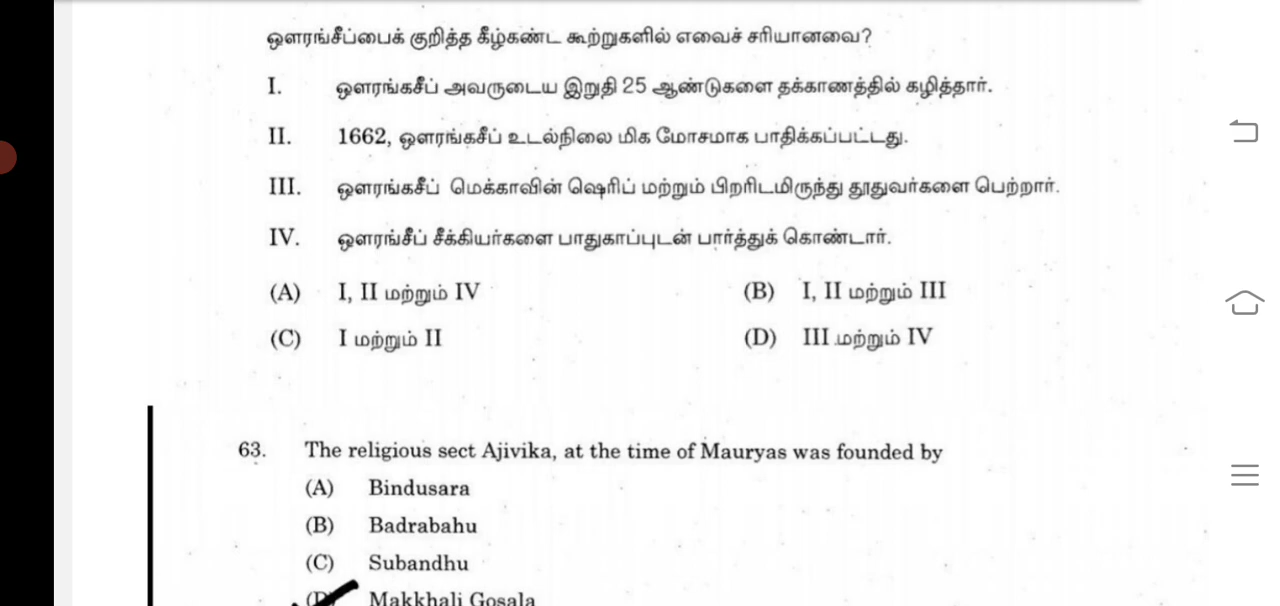 ஔரங்சீப்பைக் குறித்த கீழ்கண்ட கூற்றுகளில் எவைச் சரியானவை?
I. ஔரங்கசீப் அவருடைய இறுதி 25 ஆண்டுகளை தக்காணத்தில் கழித்தார்.
II. 1662, ஔரங்கசீப் உடல்நிலை மிக மோசமாக பாதிக்கப்பட்டது.
III. ஔரங்கசீப் மெக்காவின் ஷெரிப் மற்றும் பிறரிடமிருந்து தூதுவர்களை பெற்றார்.
IV. ஔரங்சீப் சீக்கியர்களை பாதுகாப்புடன் பார்த்துக் கொண்டார்.
(A) I, II மற்றும் IV (B) I, II மற்றும் III
(C) I மற்றும் II (D) III மற்றும் IV
63. The religious sect Ajivika, at the time of Mauryas was founded by
(A) Bindusara
(B) Badrabahu
(C) Subandhu
(D) Makkhali Gosala